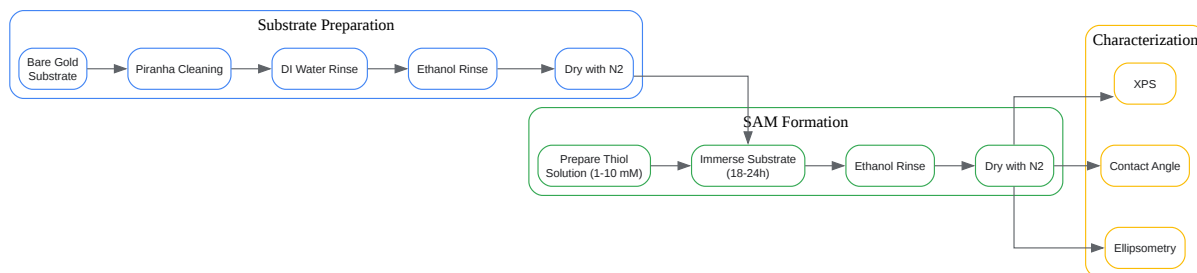 Substrate Preparation
Bare Gold
Substrate
Piranha Cleaning
DI Water Rinse
Ethanol Rinse
Dry with N2
SAM Formation
Prepare Thiol
Solution (1-10 mM)
Immerse Substrate
(18-24h)
Ethanol Rinse
Dry with N2
Characterization
XPS
Contact Angle
Ellipsometry